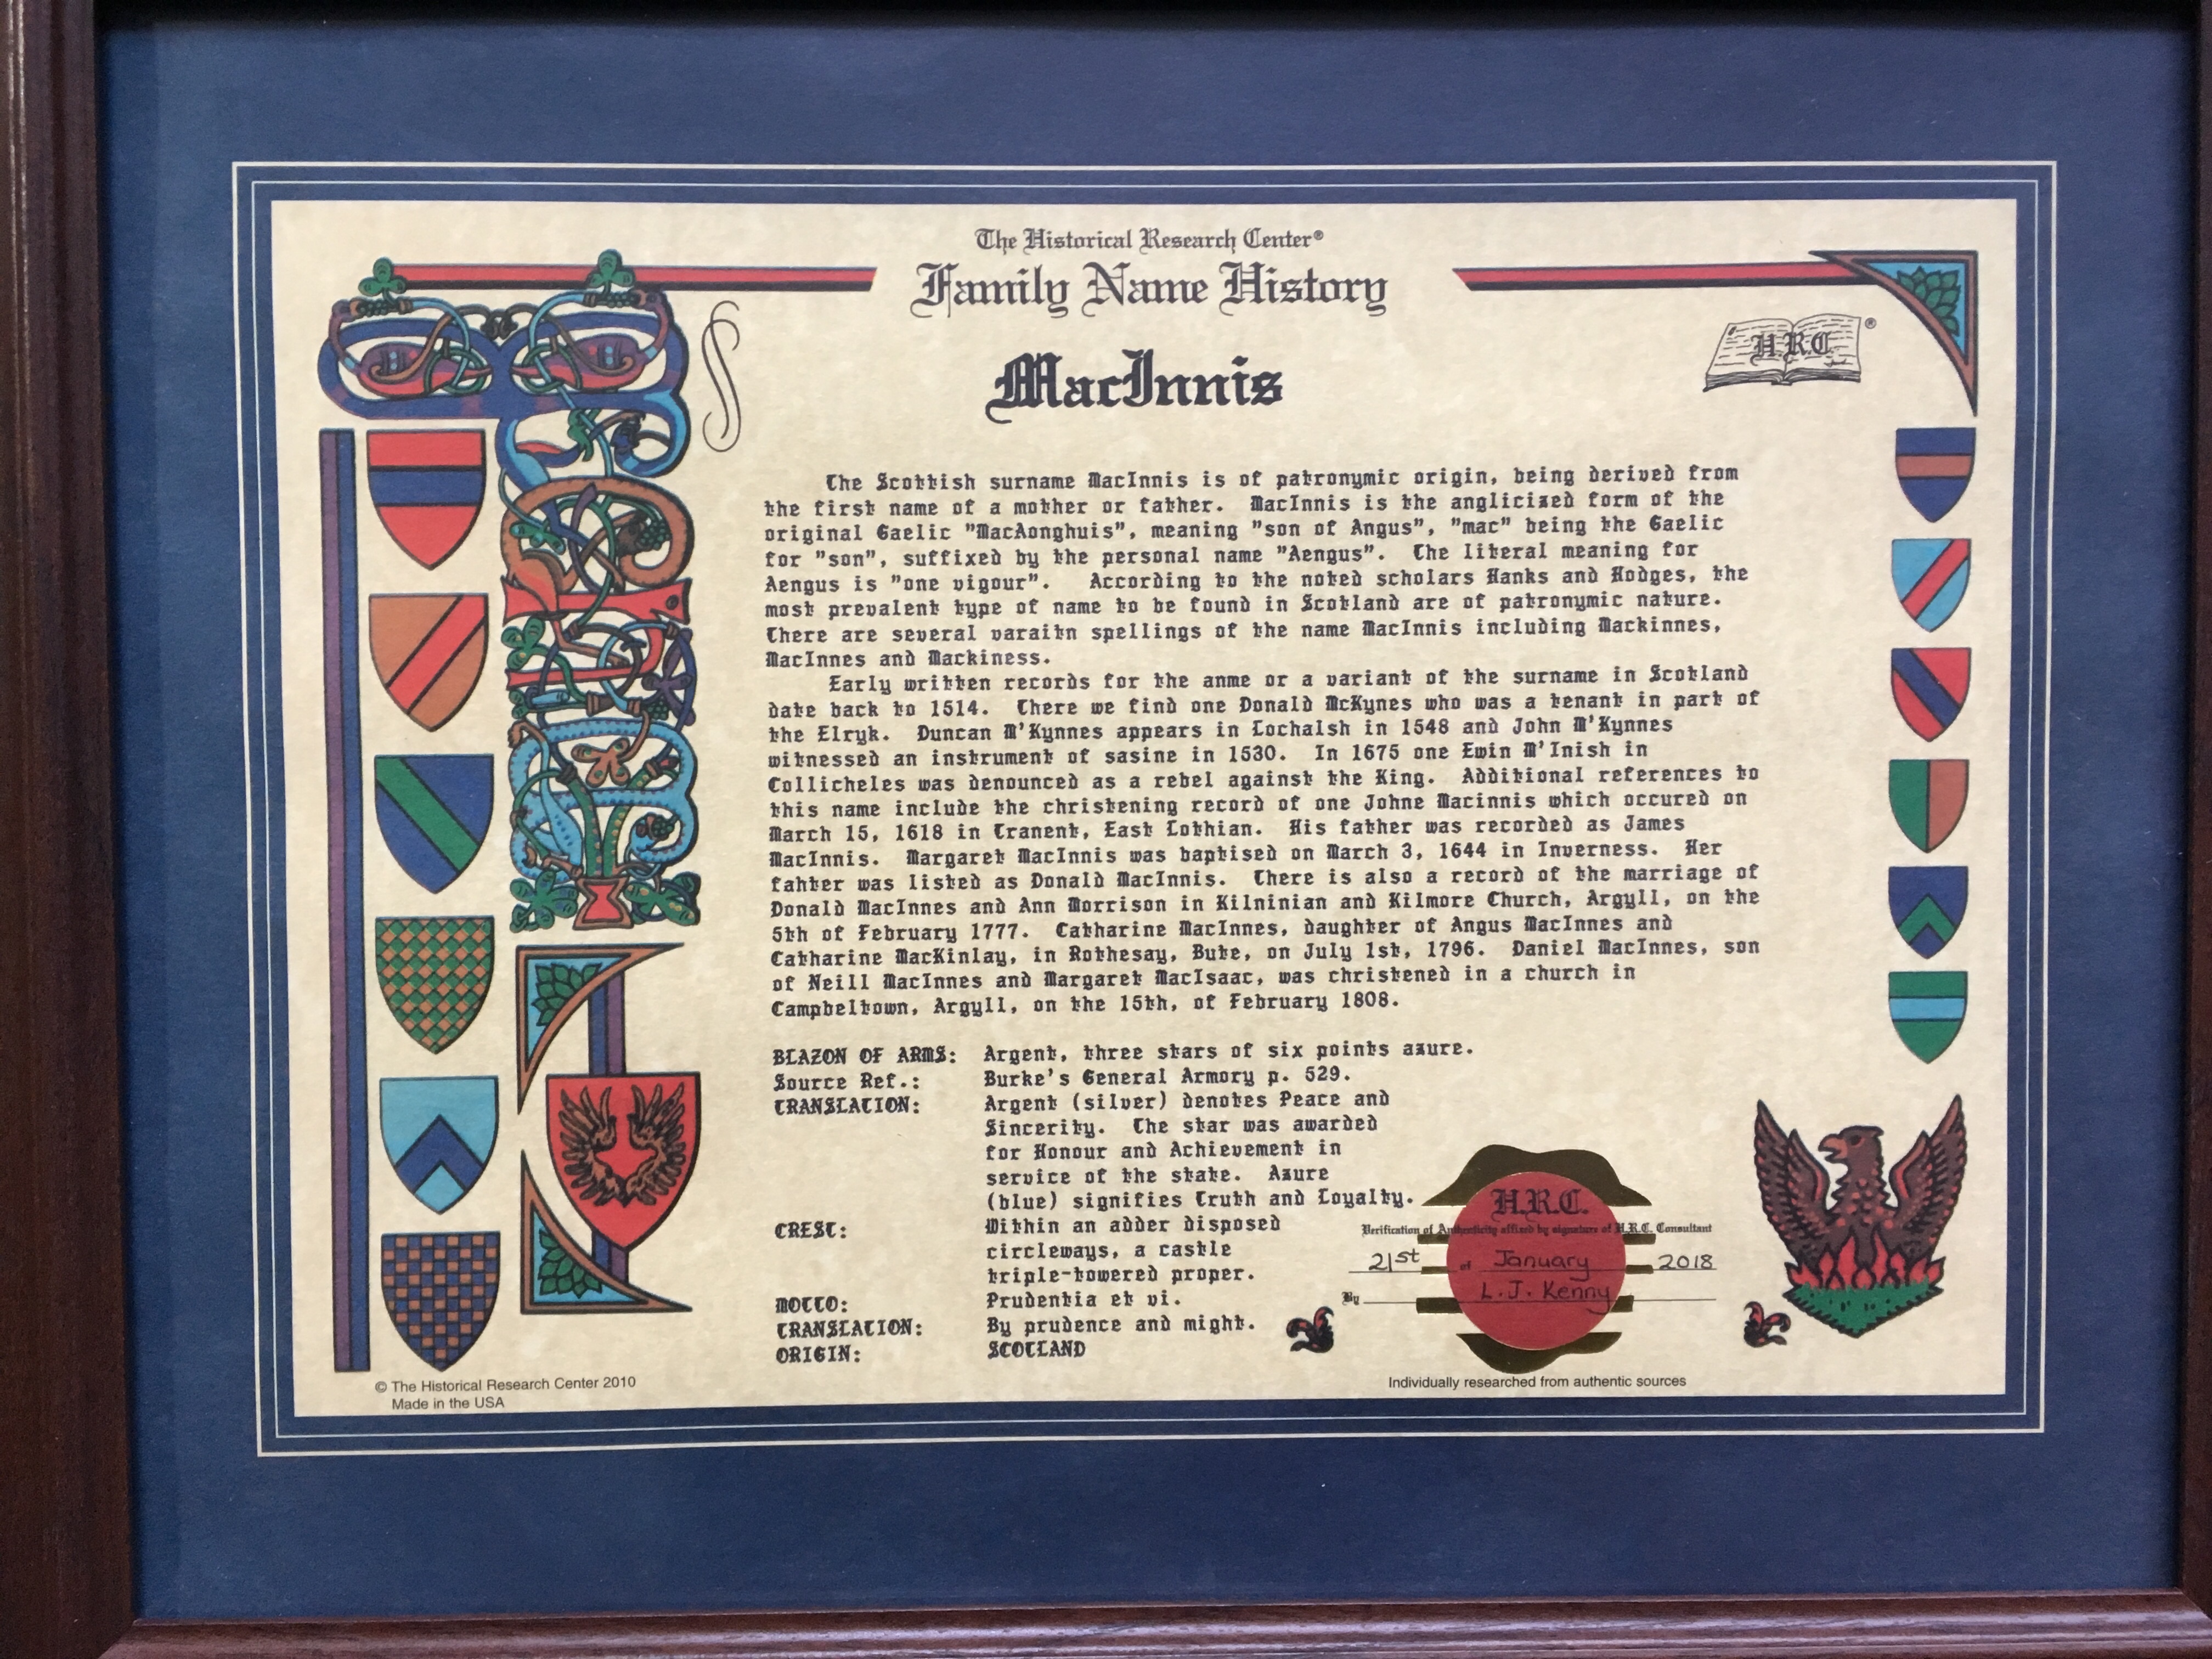 The Historical Research Center®
Family Name History
MacInnis
H.R.C. ®
The Scottish surname MacInnis is of patronymic origin, being derived from
the first name of a mother or father. MacInnis is the anglicized form of the
original Gaelic "MacAonghuis", meaning "son of Angus", "mac" being the Gaelic
for "son", suffixed by the personal name "Aengus". The literal meaning for
Aengus is "one vigour". According to the noted scholars Hanks and Hodges, the
most prevalent type of name to be found in Scotland are of patronymic nature.
There are several varaitn spellings of the name MacInnis including Mackinnes,
MacInnes and Mackiness.
Early written records for the anme or a variant of the surname in Scotland
date back to 1514. There we find one Donald McKynes who was a tenant in part of
the Elryk. Duncan M'Kynnes appears in Lochalsh in 1548 and John M'Kynnes
witnessed an instrument of sasine in 1530. In 1675 one Ewin M'Inish in
Collicheles was denounced as a rebel against the King. Additional references to
this name include the christening record of one Johne Macinnis which occured on
March 15, 1618 in Tranent, East Lothian. His father was recorded as James
MacInnis. Margaret MacInnis was baptised on March 3, 1644 in Inverness. Her
fahter was listed as Donald MacInnis. There is also a record of the marriage of
Donald MacInnes and Ann Morrison in Kilninian and Kilmore Church, Argyll, on the
5th of February 1777. Catharine MacInnes, daughter of Angus MacInnes and
Catharine MacKinlay, in Rothesay, Bute, on July 1st, 1796. Daniel MacInnes, son
of Neill MacInnes and Margaret MacIsaac, was christened in a church in
Campbeltown, Argyll, on the 15th, of February 1808.
BLAZON OF ARMS: Argent, three stars of six points azure.
Source Ref.: Burke's General Armory p. 529.
TRANSLATION: Argent (silver) denotes Peace and
Sincerity. The star was awarded
for Honour and Achievement in
service of the state. Azure
(blue) signifies Truth and Loyalty.
CREST: Within an adder disposed
circleways, a castle
triple-towered proper.
MOTTO: Prudentia et vi.
TRANSLATION: By prudence and might.
ORIGIN: SCOTLAND
H.R.C.
Verification of Authenticity affixed by signature of H.R.C. Consultant
21st of January 2018
By L.J. Kenny
© The Historical Research Center 2010
Made in the USA
Individually researched from authentic sources